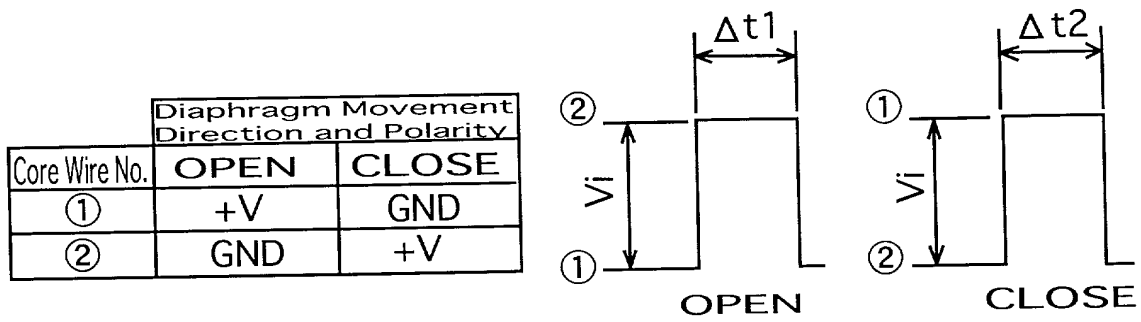 Diaphragm Movement
Direction and Polarity
Core Wire No. OPEN CLOSE
① +V GND
② GND +V
Δt1
②
Vi
①
OPEN
Δt2
①
Vi
②
CLOSE